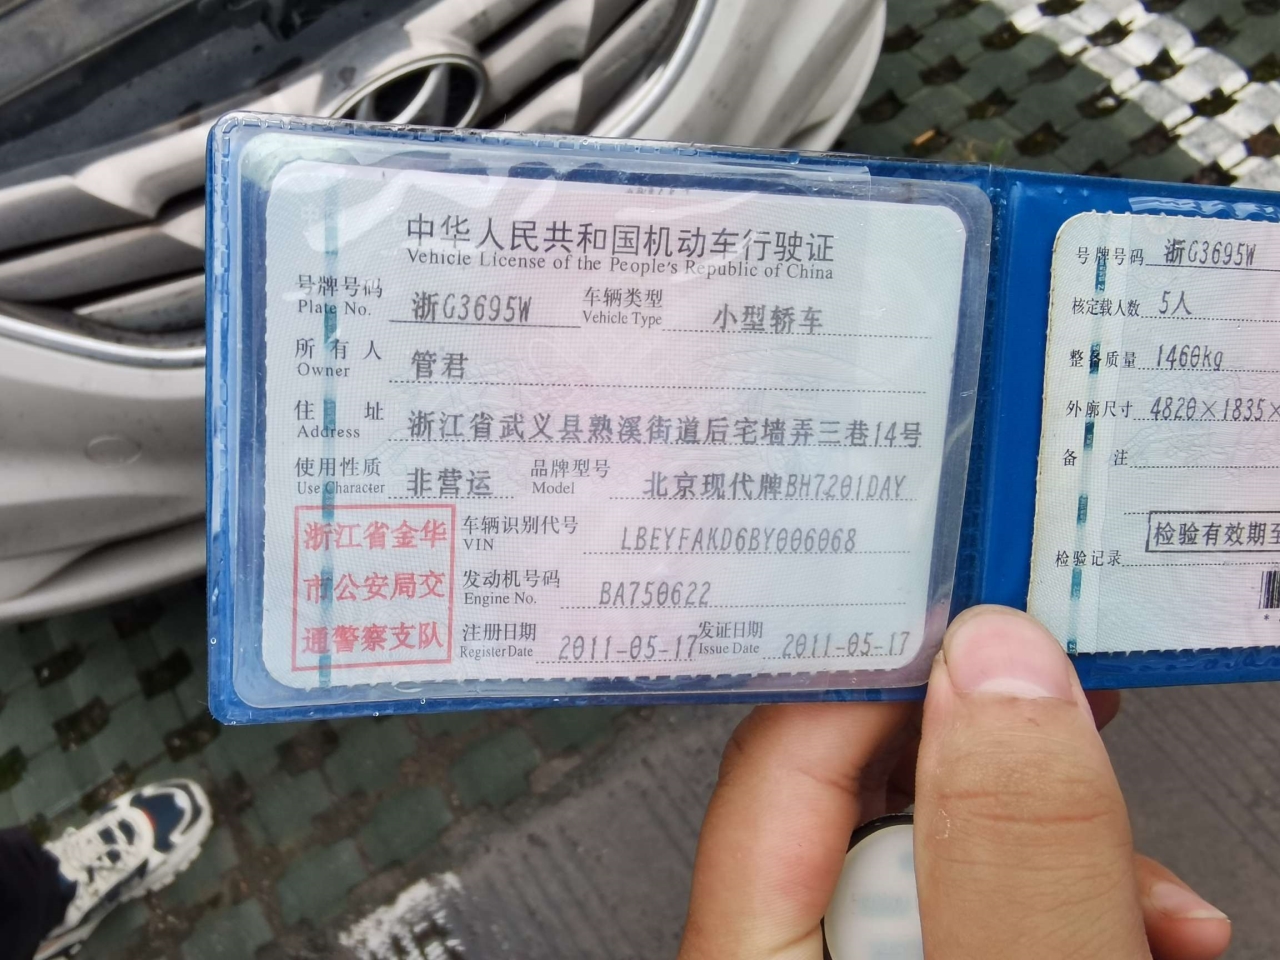 中华人民共和国机动车行驶证
Vehicle License of the People's Republic of China
号牌号码 浙G3695W 车辆类型 小型轿车
Plate No. Vehicle Type
所有人 管君
Owner
住址 浙江省武义县熟溪街道后宅墙弄三巷14号
Address
使用性质 非营运 品牌型号 北京现代牌BH7201DAY
Use Character Model
浙江省金华
市公安局交
通警察支队
车辆识别代号 LBEYFAKD6BY006068
VIN
发动机号码 BA750622
Engine No.
注册日期 2011-05-17 发证日期 2011-05-17
Register Date Issue Date
号牌号码 浙G3695W
核定载人数 5人
整备质量 1460kg
外廓尺寸 4820×1835×
备注
检验有效期至
检验记录